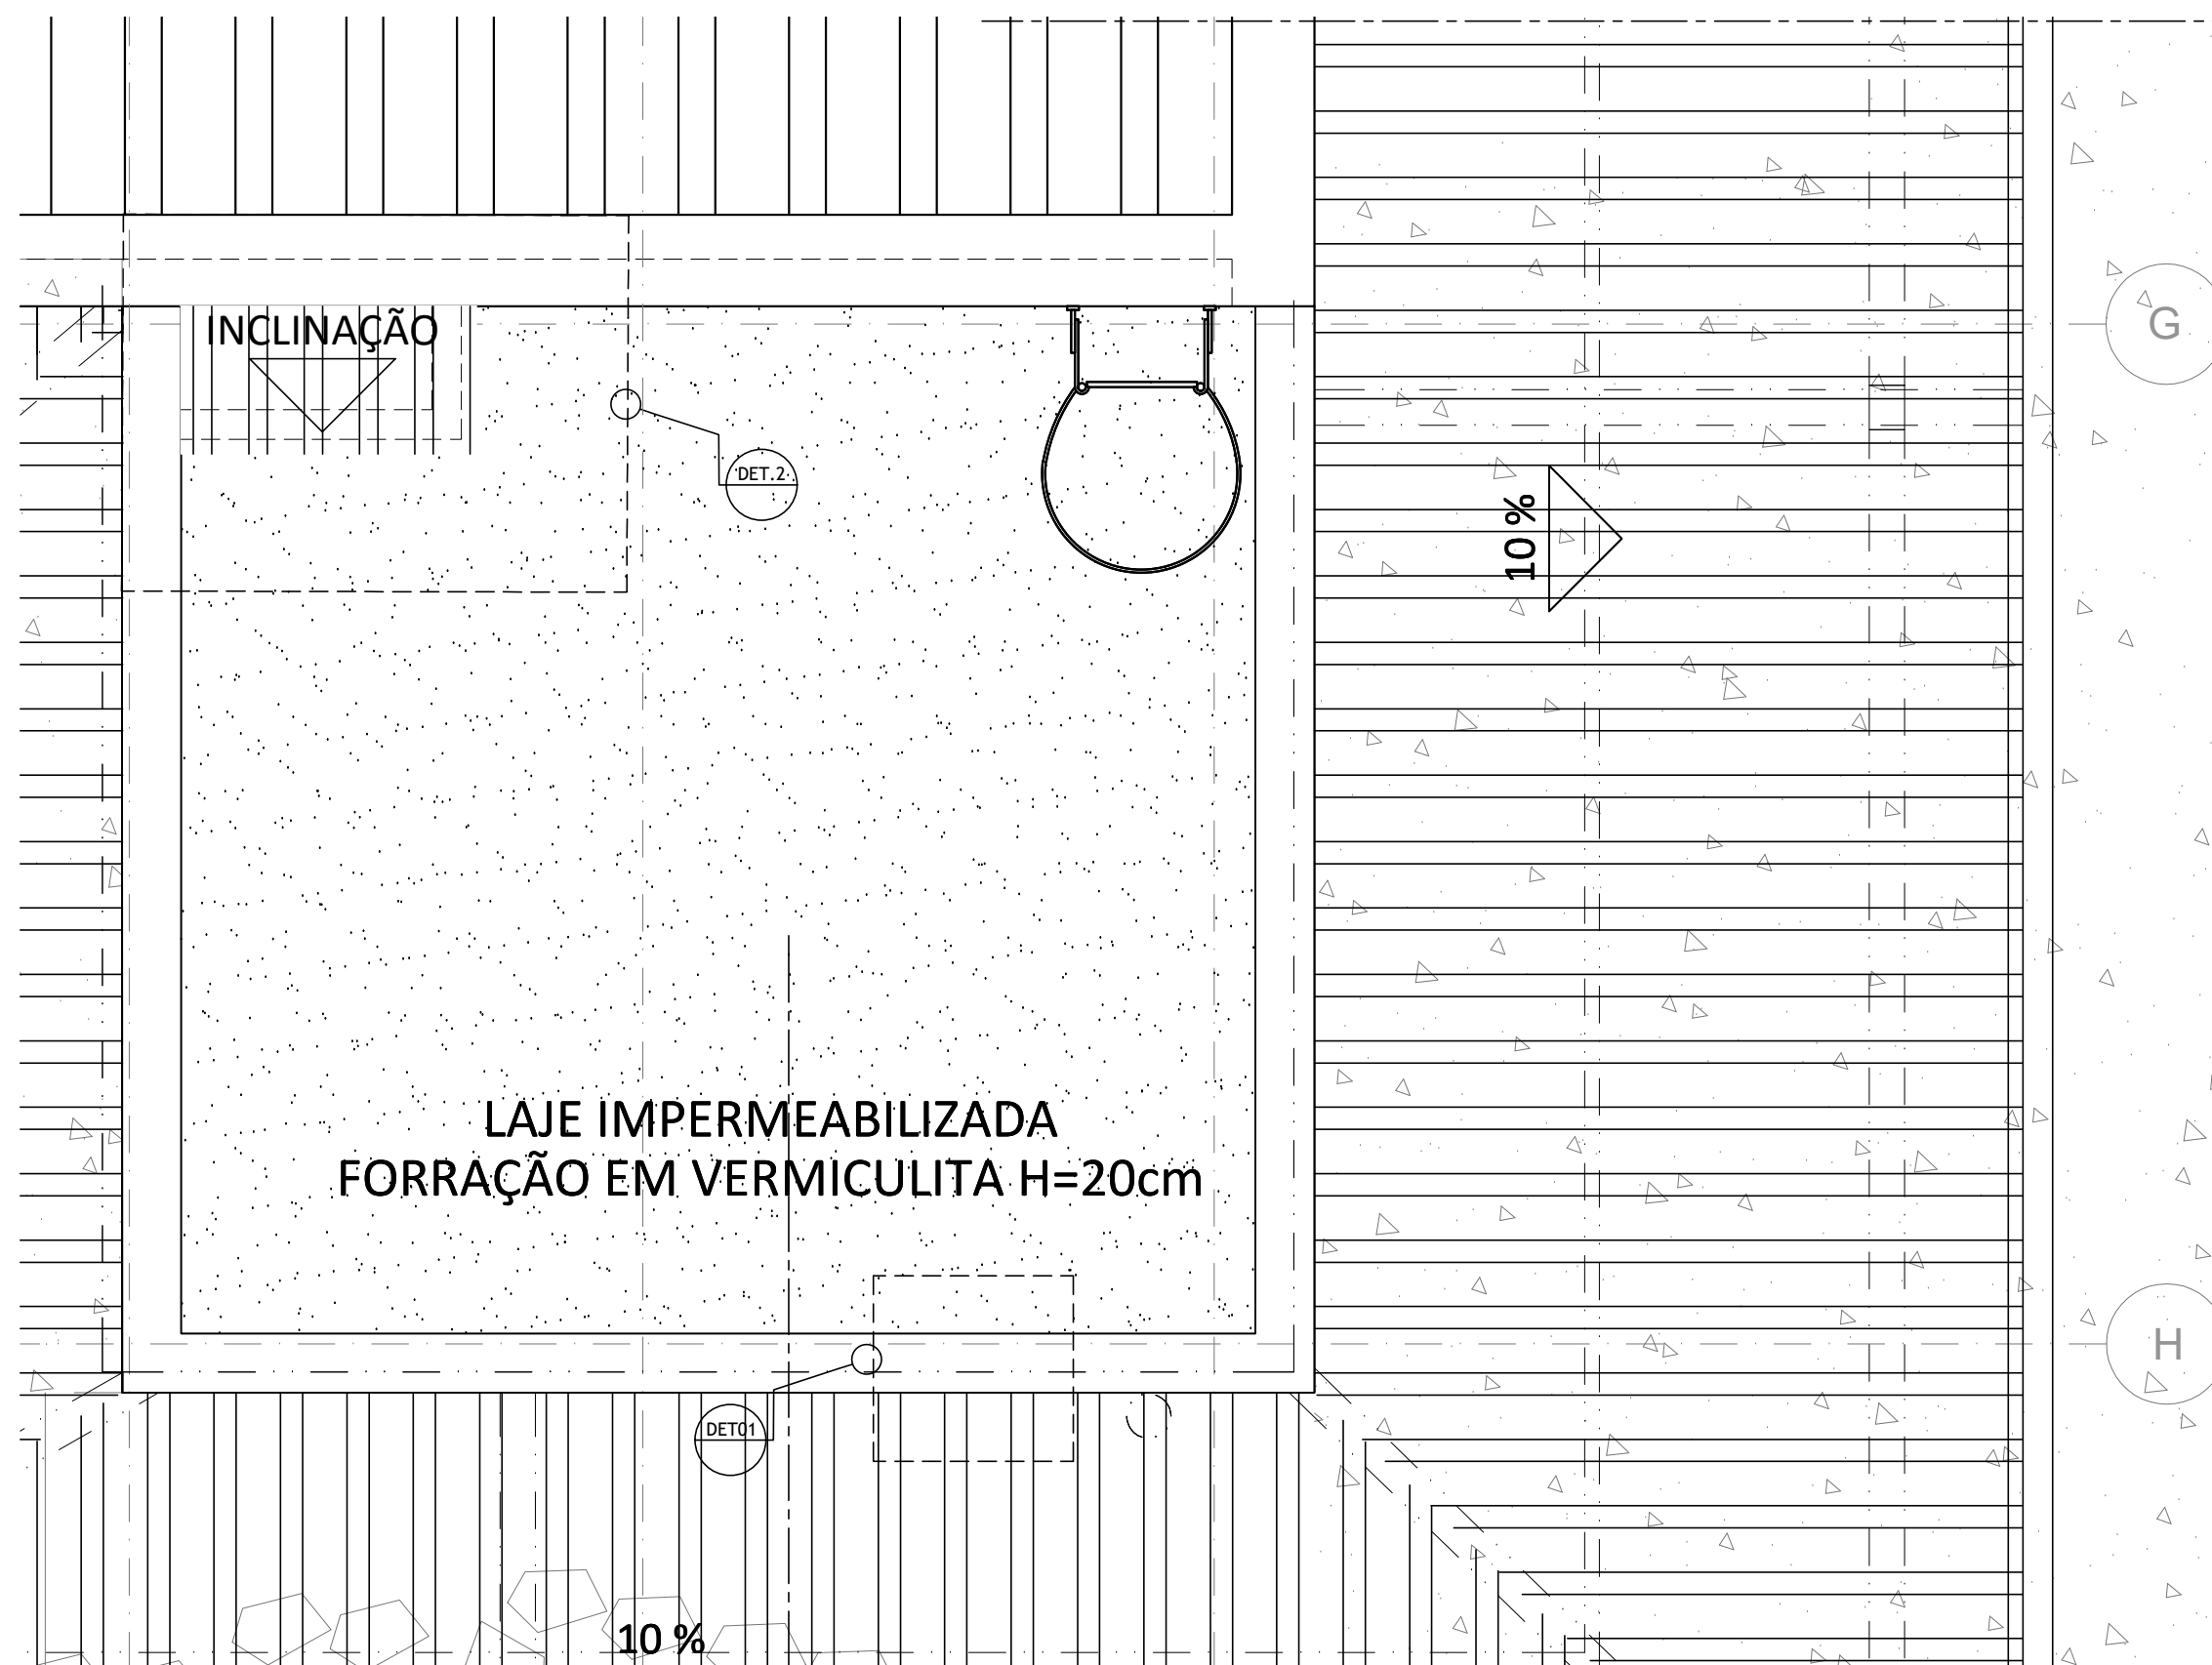 INCLINAÇÃO
G
DET.2
10 %
LAJE IMPERMEABILIZADA
FORRAÇÃO EM VERMICULITA H=20cm
H
DET01
10 %